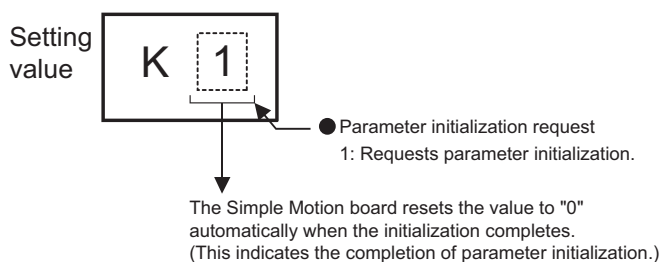 Setting
value
K 1
Parameter initialization request
1: Requests parameter initialization.
The Simple Motion board resets the value to "0"
automatically when the initialization completes.
(This indicates the completion of parameter initialization.)